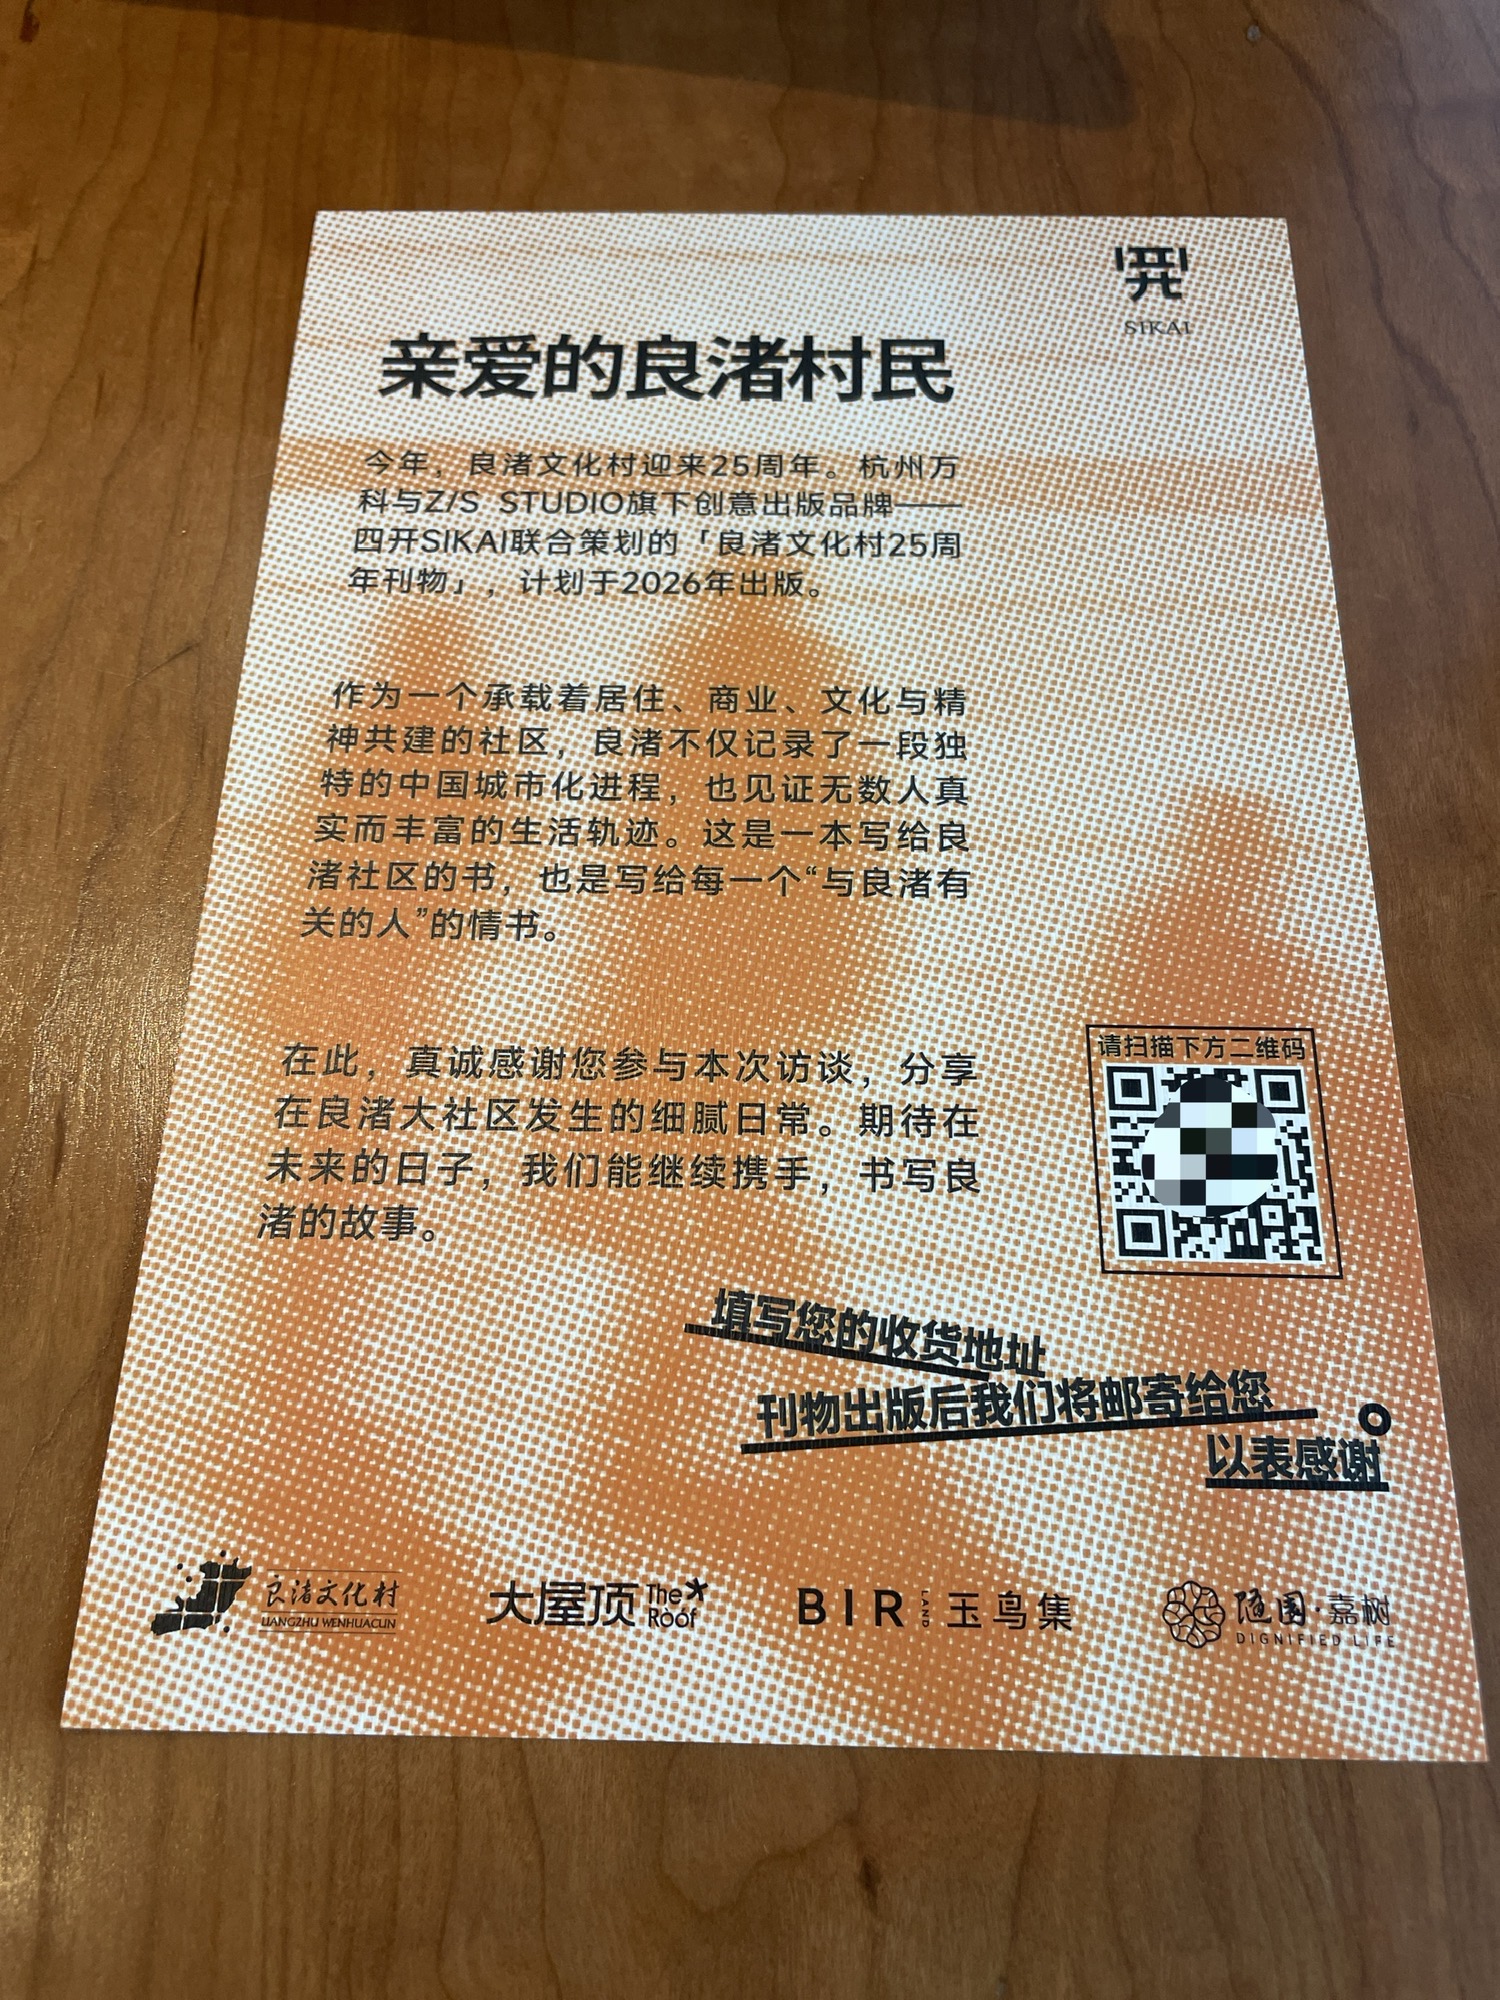 SIKAI
亲爱的良渚村民
今年，良渚文化村迎来25周年。杭州万
科与Z/S STUDIO旗下创意出版品牌——
四开SIKAI联合策划的「良渚文化村25周
年刊物」，计划于2026年出版。
作为一个承载着居住、商业、文化与精
神共建的社区，良渚不仅记录了一段独
特的中国城市化进程，也见证无数人真
实而丰富的生活轨迹。这是一本写给良
渚社区的书，也是写给每一个“与良渚有
关的人”的情书。
在此，真诚感谢您参与本次访谈，分享
在良渚大社区发生的细腻日常。期待在
未来的日子，我们能继续携手，书写良
渚的故事。
请扫描下方二维码
填写您的收货地址
刊物出版后我们将邮寄给您
以表感谢。
良渚文化村
LIANGZHU WENHUACUN
大屋顶 The Roof
BIR LAND 玉鸟集
随园·嘉树
DIGNIFIED LIFE